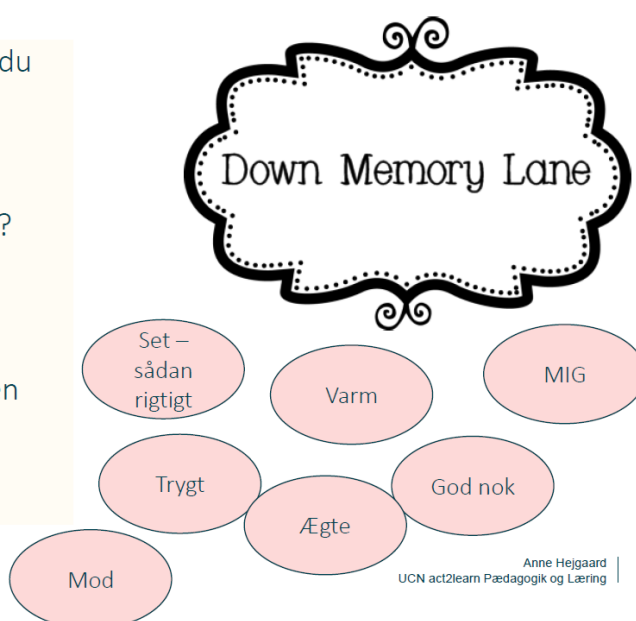 du
?
en
Down Memory Lane
Set –
sådan
rigtigt
Varm
MIG
Trygt
Ægte
God nok
Mod
Anne Hejgaard
UCN act2learn Pædagogik og Læring